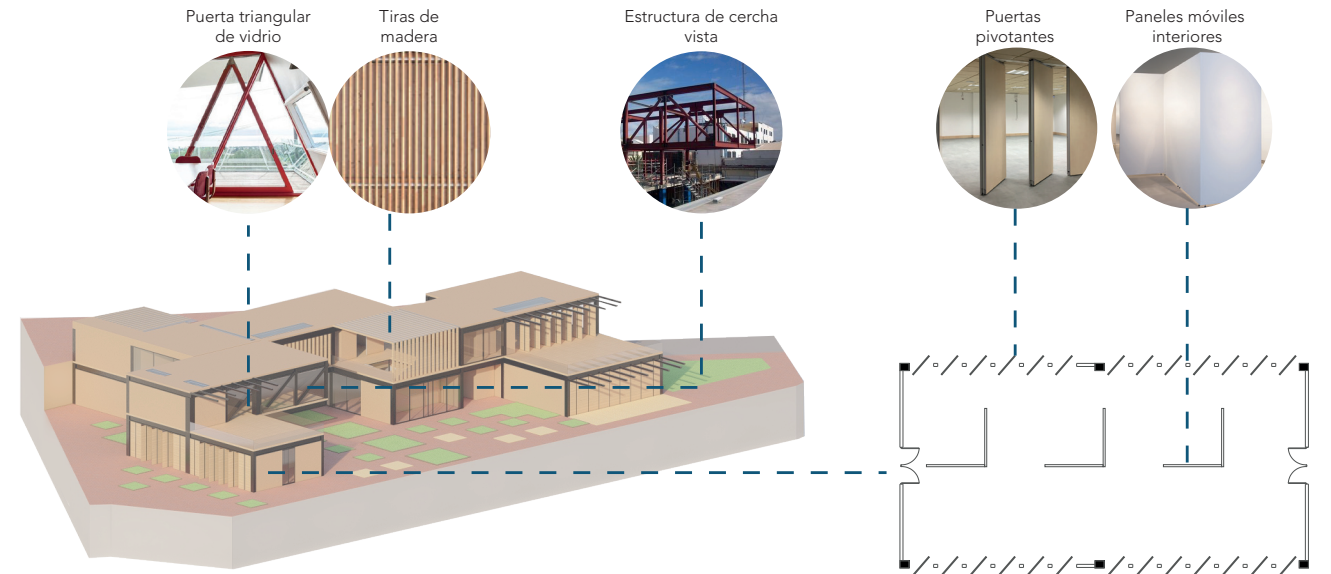 Puerta triangular
de vidrio
Tiras de
madera
Estructura de cercha
vista
Puertas
pivotantes
Paneles móviles
interiores